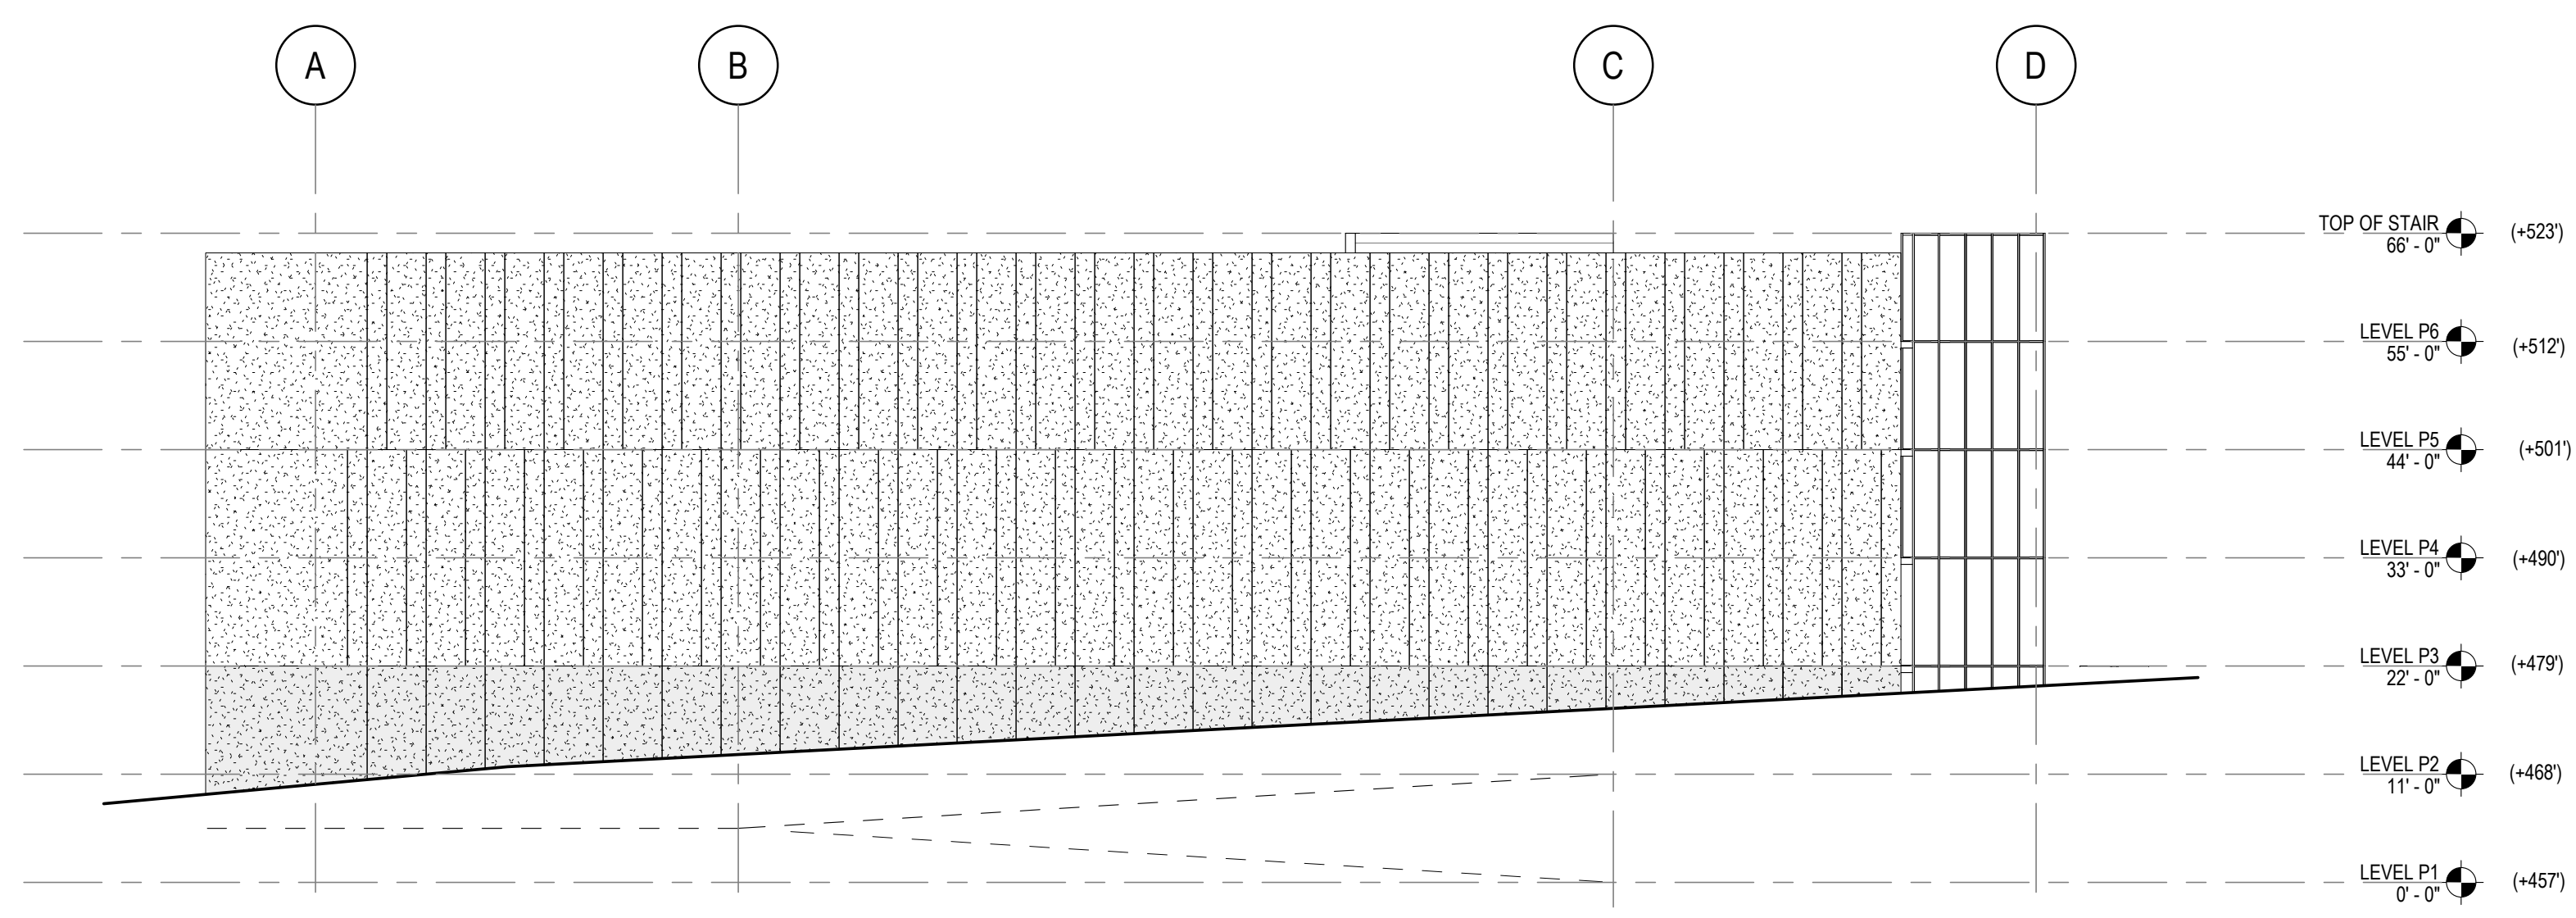 A B C D
TOP OF STAIR
66' - 0" (+523')
LEVEL P6
55' - 0" (+512')
LEVEL P5
44' - 0" (+501')
LEVEL P4
33' - 0" (+490')
LEVEL P3
22' - 0" (+479')
LEVEL P2
11' - 0" (+468')
LEVEL P1
0' - 0" (+457')